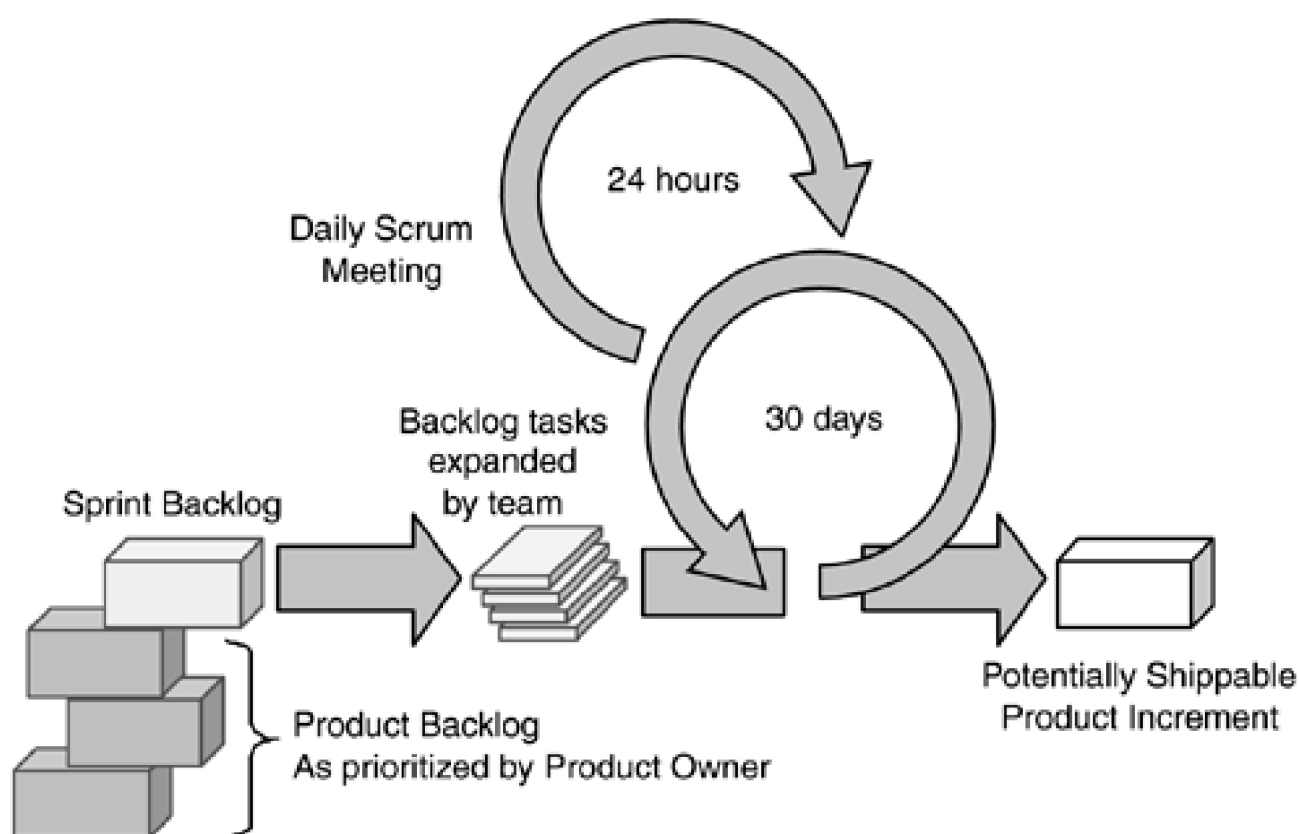 24 hours
Daily Scrum
Meeting
30 days
Backlog tasks
expanded
by team
Sprint Backlog
Potentially Shippable
Product Increment
Product Backlog
As prioritized by Product Owner